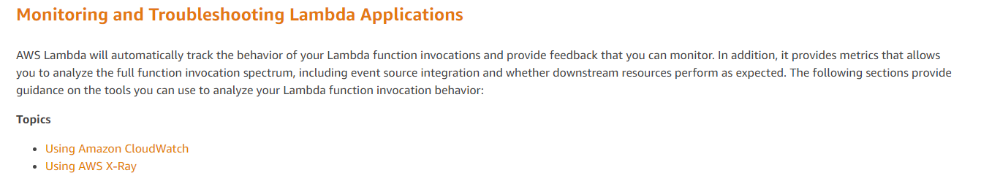 Monitoring and Troubleshooting Lambda Applications
AWS Lambda will automatically track the behavior of your Lambda function invocations and provide feedback that you can monitor. In addition, it provides metrics that allows
you to analyze the full function invocation spectrum, including event source integration and whether downstream resources perform as expected. The following sections provide
guidance on the tools you can use to analyze your Lambda function invocation behavior:
Topics
• Using Amazon CloudWatch
• Using AWS X-Ray